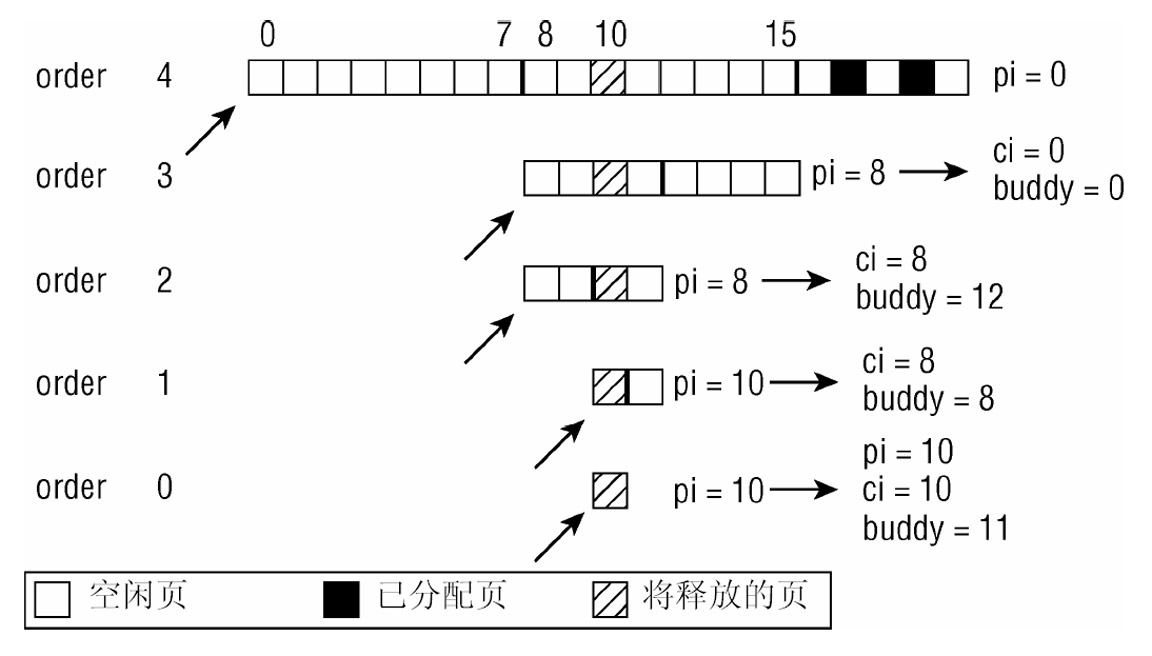 0 7 8 10 15
order 4 pi = 0
order 3 pi = 8 ci = 0
buddy = 0
order 2 pi = 8 ci = 8
buddy = 12
order 1 pi = 10 ci = 8
buddy = 8
order 0 pi = 10 pi = 10
ci = 10
buddy = 11
空闲页 已分配页 将释放的页